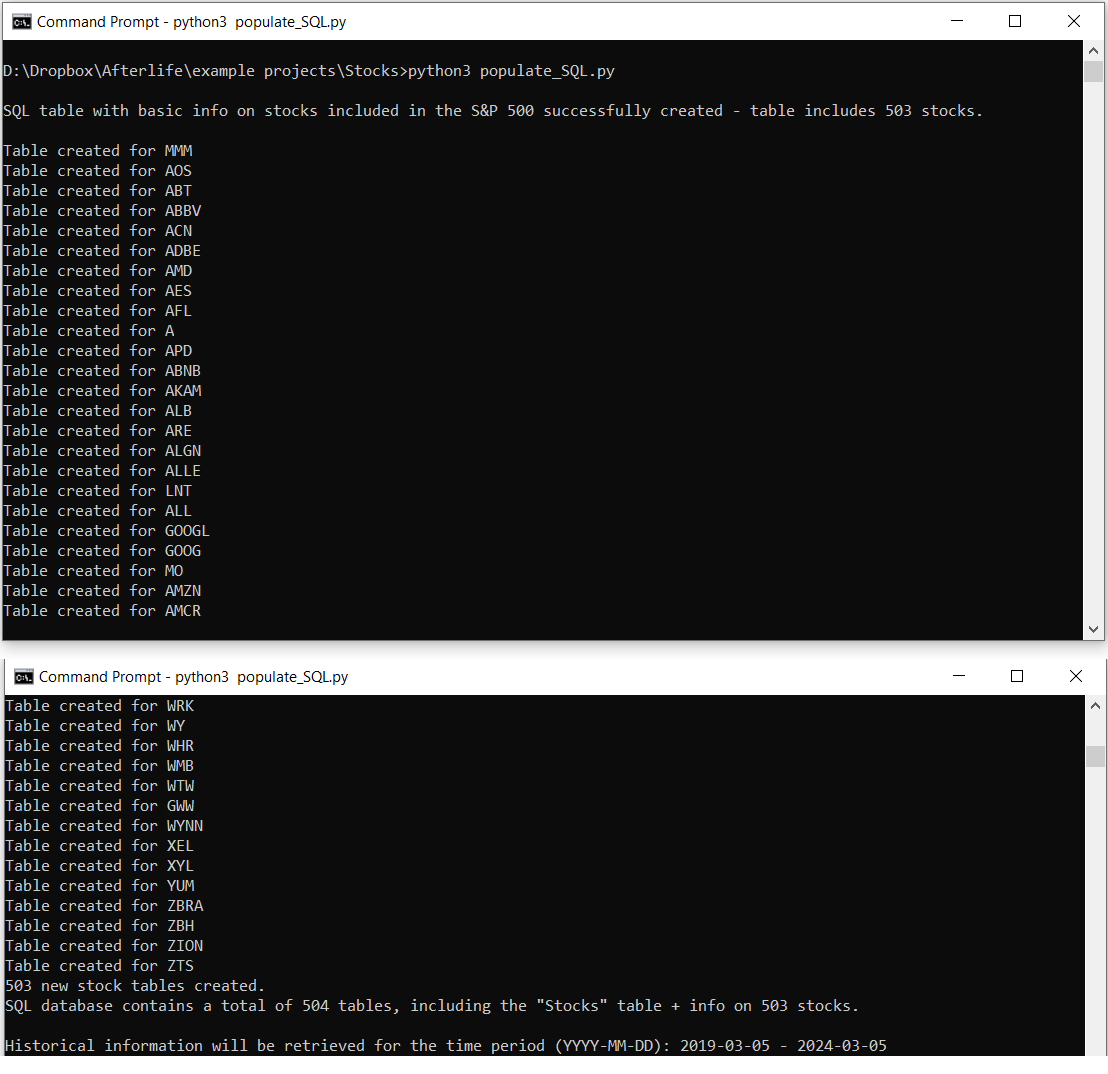 Command Prompt - python3  populate_SQL.py
D:\Dropbox\Afterlife\example projects\Stocks>python3 populate_SQL.py
SQL table with basic info on stocks included in the S&P 500 successfully created - table includes 503 stocks.
Table created for MMM
Table created for AOS
Table created for ABT
Table created for ABBV
Table created for ACN
Table created for ADBE
Table created for AMD
Table created for AES
Table created for AFL
Table created for A
Table created for APD
Table created for ABNB
Table created for AKAM
Table created for ALB
Table created for ARE
Table created for ALGN
Table created for ALLE
Table created for LNT
Table created for ALL
Table created for GOOGL
Table created for GOOG
Table created for MO
Table created for AMZN
Table created for AMCR
Command Prompt - python3  populate_SQL.py
Table created for WRK
Table created for WY
Table created for WHR
Table created for WMB
Table created for WTW
Table created for GWW
Table created for WYNN
Table created for XEL
Table created for XYL
Table created for YUM
Table created for ZBRA
Table created for ZBH
Table created for ZION
Table created for ZTS
503 new stock tables created.
SQL database contains a total of 504 tables, including the "Stocks" table + info on 503 stocks.
Historical information will be retrieved for the time period (YYYY-MM-DD): 2019-03-05 - 2024-03-05